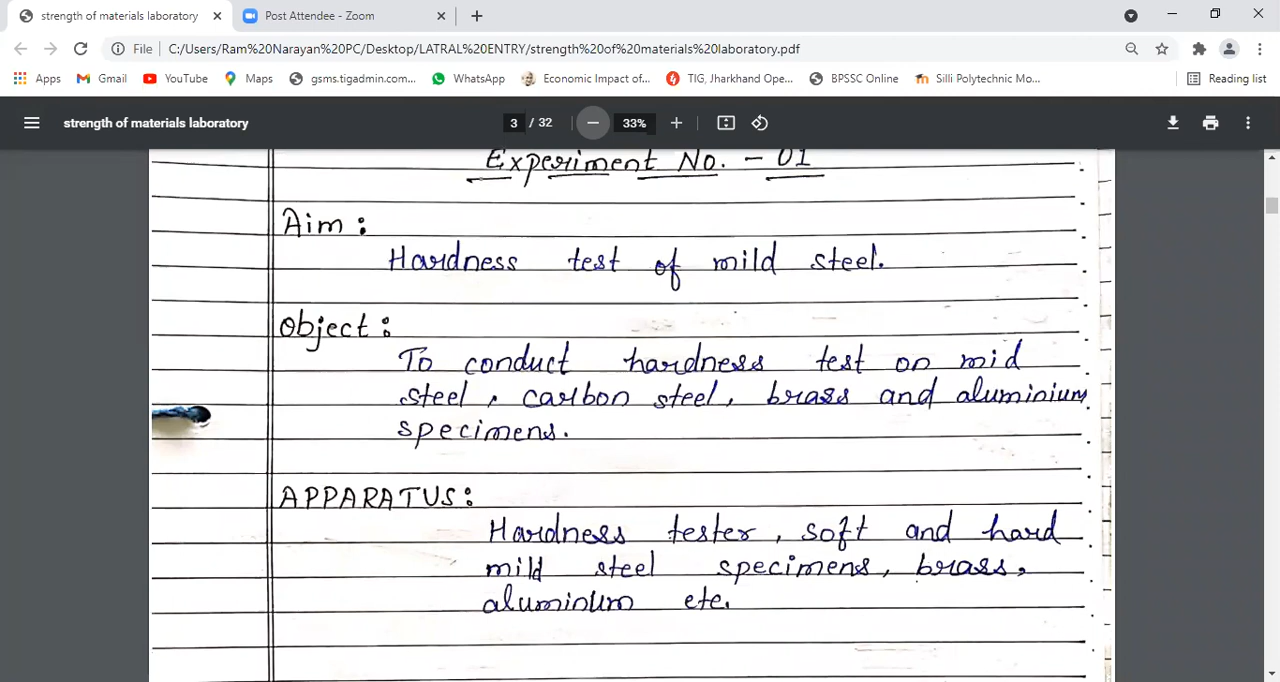 strength of materials laboratory
Post Attendee - Zoom
File
C:/Users/Ram%20Narayan%20PC/Desktop/LATRAL%20ENTRY/strength%20of%20materials%20laboratory.pdf
Apps
Gmail
YouTube
Maps
gsms.tigadmin.com...
WhatsApp
Economic Impact of...
TIG, Jharkhand Ope...
BPSSC Online
Silli Polytechnic Mo...
Reading list
strength of materials laboratory
3 / 32
33%
Experiment No. - 01
Aim:
Hardness test of mild steel.
Object:
To conduct hardness test on mid
steel, carbon steel, brass and aluminium
specimens.
APPARATUS:
Hardness tester, soft and hard
mild steel specimens, brass,
aluminium etc.